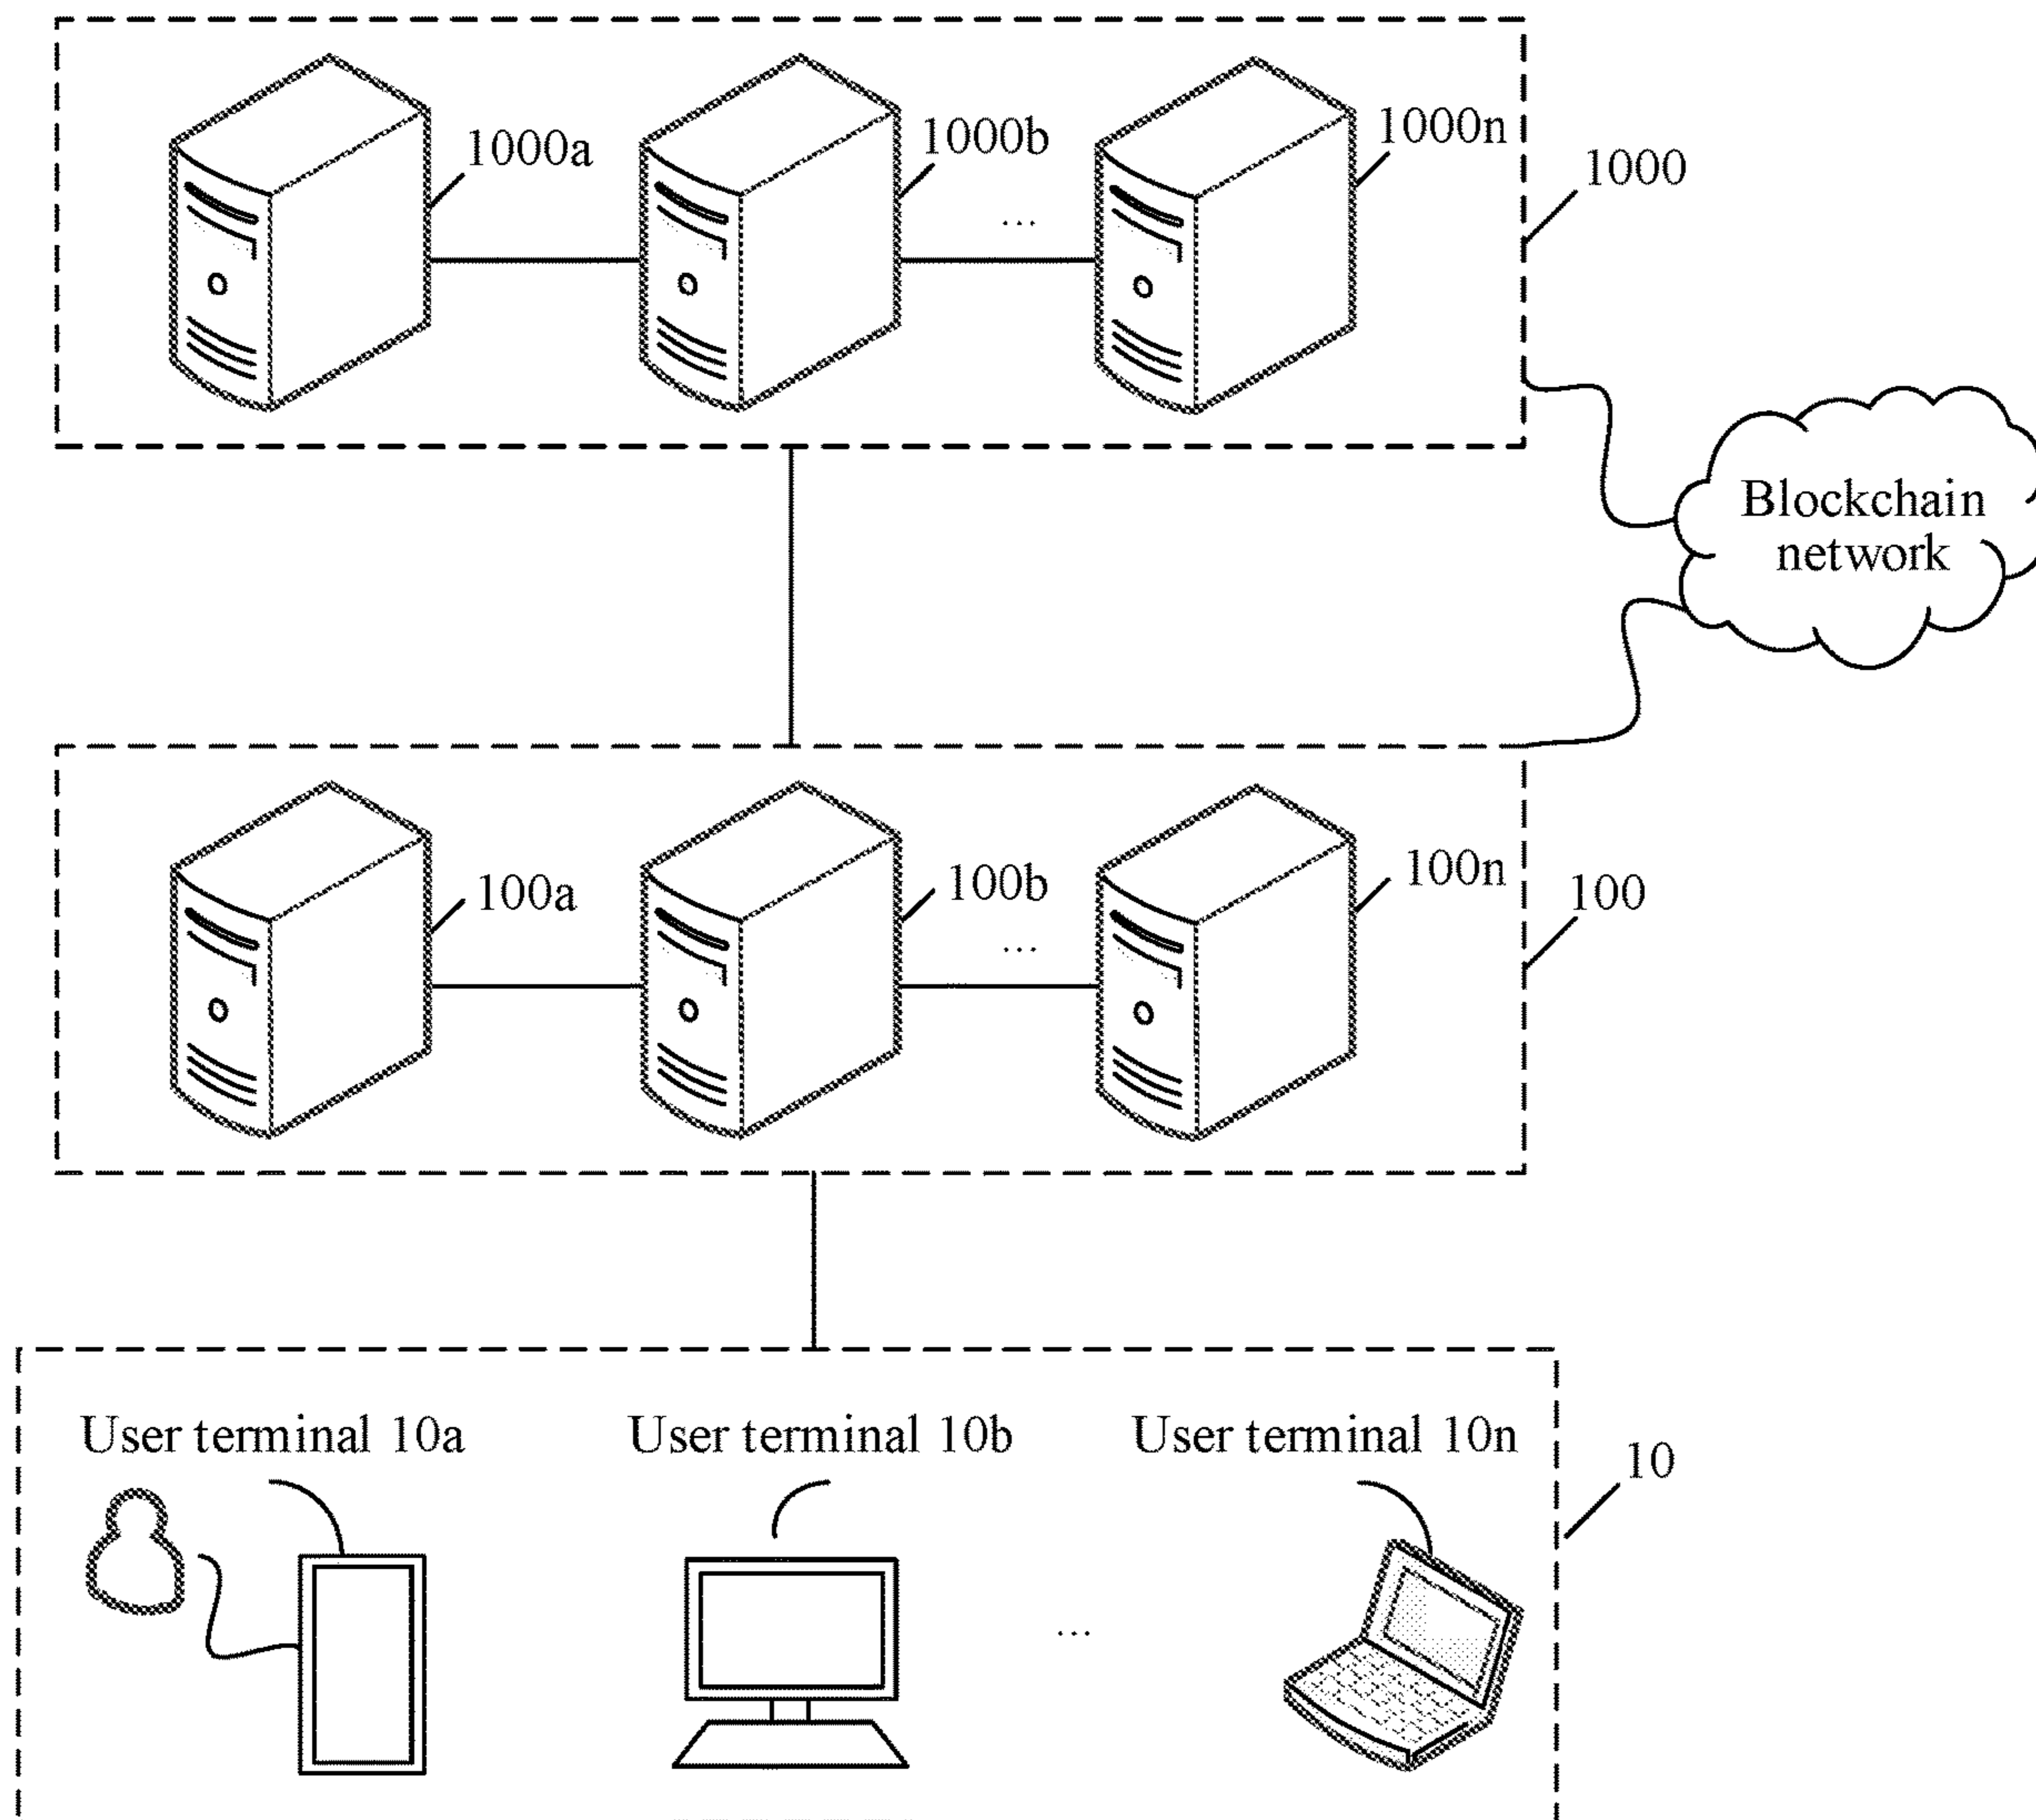 1000a
1000b
1000n
1000
...
Blockchain
network
100a
100b
100n
100
...
User terminal 10a
User terminal 10b
User terminal 10n
10
...